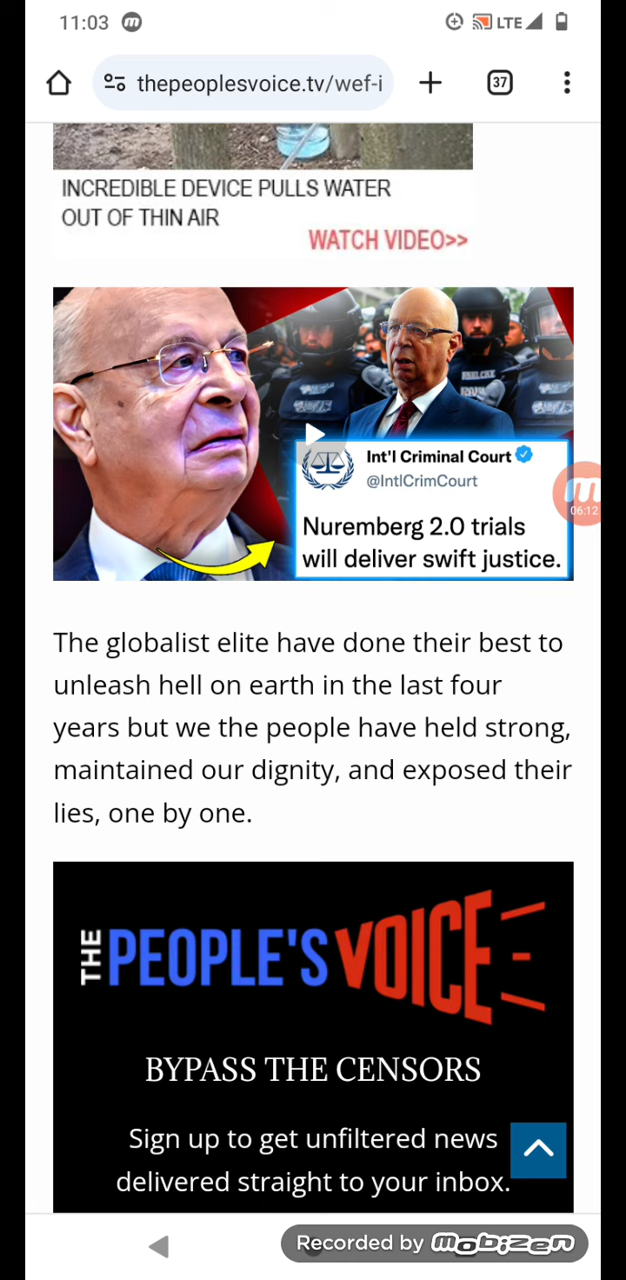 11:03
LTE
thepeoplesvoice.tv/wef-i
37
INCREDIBLE DEVICE PULLS WATER
OUT OF THIN AIR
WATCH VIDEO>>
Int'l Criminal Court
@IntlCrimCourt
Nuremberg 2.0 trials
will deliver swift justice.
06:12
The globalist elite have done their best to
unleash hell on earth in the last four
years but we the people have held strong,
maintained our dignity, and exposed their
lies, one by one.
THE PEOPLE'S VOICE
BYPASS THE CENSORS
Sign up to get unfiltered news
delivered straight to your inbox.
Recorded by mobizen